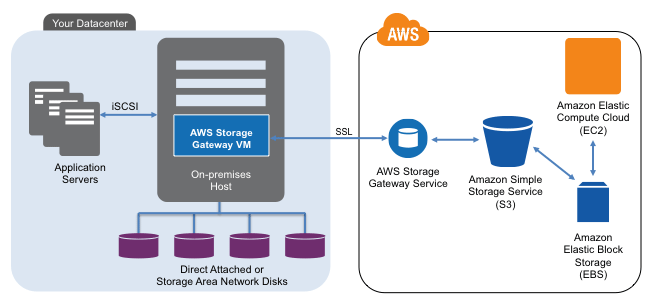 Your Datacenter
AWS
iSCSI
AWS Storage
Gateway VM
SSL
Application
Servers
On-premises
Host
Direct Attached or
Storage Area Network Disks
AWS Storage
Gateway Service
Amazon Simple
Storage Service
(S3)
Amazon Elastic
Compute Cloud
(EC2)
Amazon
Elastic Block
Storage
(EBS)